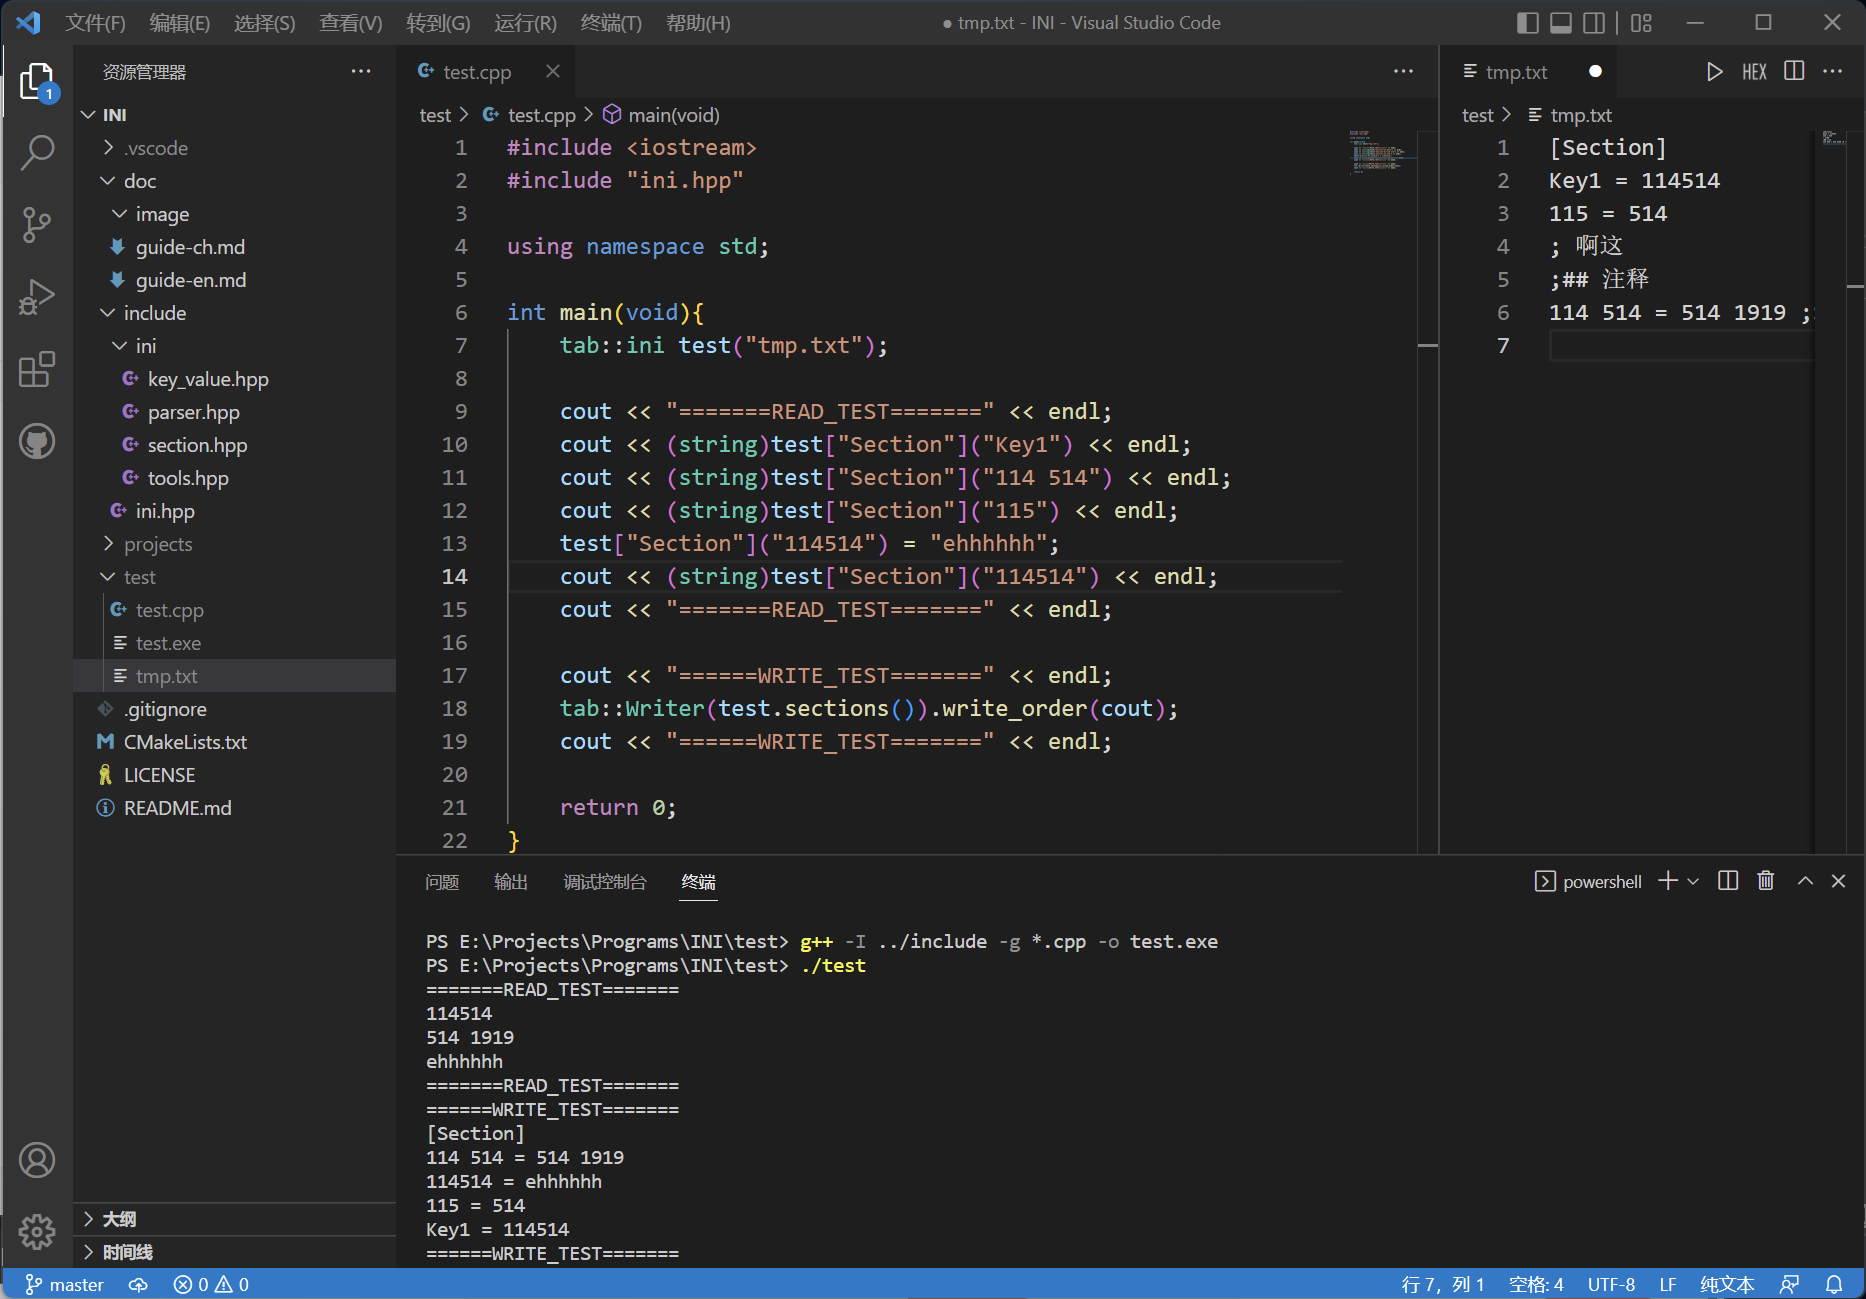 文件(F) 编辑(E) 选择(S) 查看(V) 转到(G) 运行(R) 终端(T) 帮助(H)
● tmp.txt - INI - Visual Studio Code
资源管理器
1
INI
.vscode
doc
image
guide-ch.md
guide-en.md
include
ini
key_value.hpp
parser.hpp
section.hpp
tools.hpp
ini.hpp
projects
test
test.cpp
test.exe
tmp.txt
.gitignore
CMakeLists.txt
LICENSE
README.md
大纲
时间线
test.cpp
test > test.cpp > main(void)
1 #include <iostream>
2 #include "ini.hpp"
3
4 using namespace std;
5
6 int main(void){
7 tab::ini test("tmp.txt");
8
9 cout << "=======READ_TEST=======" << endl;
10 cout << (string)test["Section"]("Key1") << endl;
11 cout << (string)test["Section"]("114 514") << endl;
12 cout << (string)test["Section"]("115") << endl;
13 test["Section"]("114514") = "ehhhhhh";
14 cout << (string)test["Section"]("114514") << endl;
15 cout << "=======READ_TEST=======" << endl;
16
17 cout << "======WRITE_TEST=======" << endl;
18 tab::Writer(test.sections()).write_order(cout);
19 cout << "======WRITE_TEST=======" << endl;
20
21 return 0;
22 }
tmp.txt
HEX
test > tmp.txt
1 [Section]
2 Key1 = 114514
3 115 = 514
4 ; 啊这
5 ;## 注释
6 114 514 = 514 1919 ;
7
问题 输出 调试控制台 终端
powershell
PS E:\Projects\Programs\INI\test> g++ -I ../include -g *.cpp -o test.exe
PS E:\Projects\Programs\INI\test> ./test
=======READ_TEST=======
114514
514 1919
ehhhhhh
=======READ_TEST=======
======WRITE_TEST=======
[Section]
114 514 = 514 1919
114514 = ehhhhhh
115 = 514
Key1 = 114514
======WRITE_TEST=======
master 0 0
行 7，列 1 空格: 4 UTF-8 LF 纯文本